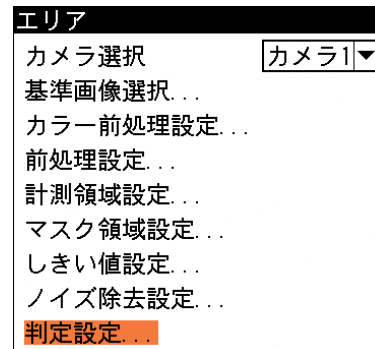 エリア
カメラ選択 カメラ1▼
基準画像選択...
カラー前処理設定...
前処理設定...
計測領域設定...
マスク領域設定...
しきい値設定...
ノイズ除去設定...
判定設定...